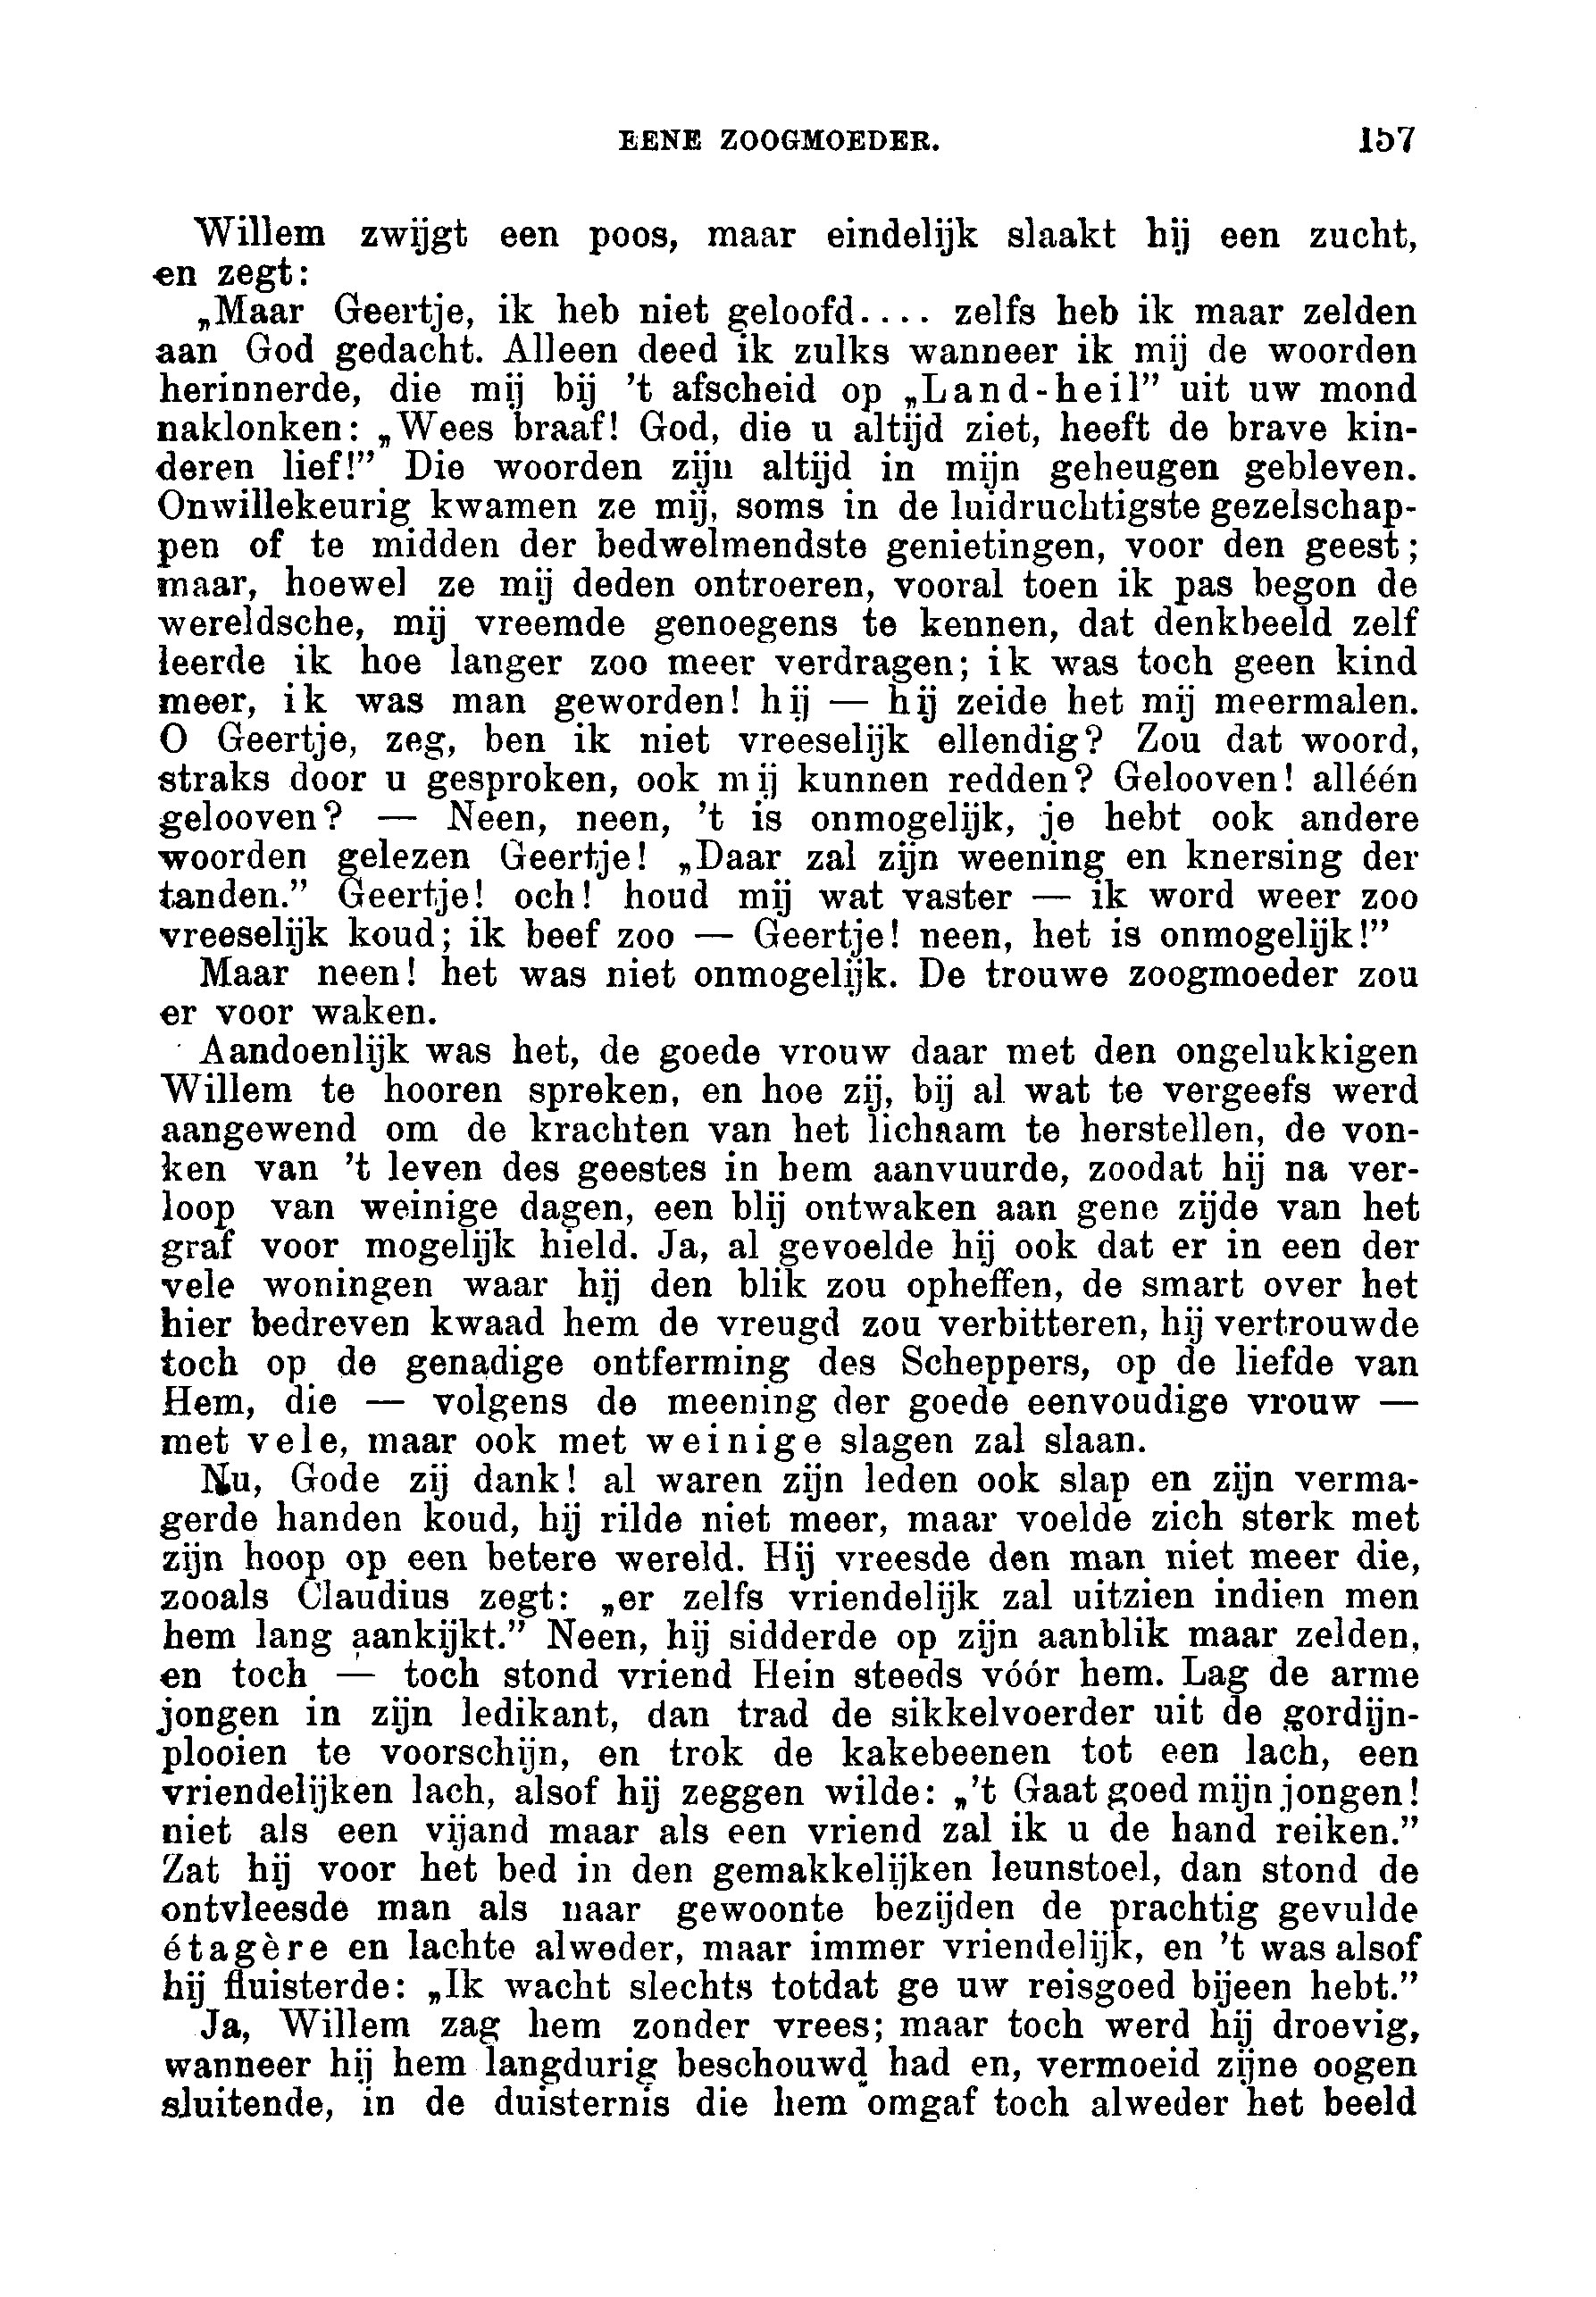 EENE ZOOGMOEDER. 157
Willem zwijgt een poos, maar eindelijk slaakt hij een zucht,
en zegt:
„Maar Geertje, ik heb niet geloofd.... zelfs heb ik maar zelden
aan God gedacht. Alleen deed ik zulks wanneer ik mij de woorden
herinnerde, die mij bij 't afscheid op „Land-heil” uit uw mond
naklonken: „Wees braaf! God, die u altijd ziet, heeft de brave kin-
deren lief!” Die woorden zijn altijd in mijn geheugen gebleven.
Onwillekeurig kwamen ze mij, soms in de luidruchtigste gezelschap-
pen of te midden der bedwelmendste genietingen, voor den geest;
maar, hoewel ze mij deden ontroeren, vooral toen ik pas begon de
wereldsche, mij vreemde genoegens te kennen, dat denkbeeld zelf
leerde ik hoe langer zoo meer verdragen; ik was toch geen kind
meer, ik was man geworden! hij — hij zeide het mij meermalen.
O Geertje, zeg, ben ik niet vreeselijk ellendig? Zou dat woord,
straks door u gesproken, ook mij kunnen redden? Gelooven! alléén
gelooven? — Neen, neen, 't is onmogelijk, je hebt ook andere
woorden gelezen Geertje! „Daar zal zijn weening en knersing der
tanden.” Geertje! och! houd mij wat vaster — ik word weer zoo
vreeselijk koud; ik beef zoo — Geertje! neen, het is onmogelijk!”
Maar neen! het was niet onmogelijk. De trouwe zoogmoeder zou
er voor waken.
Aandoenlijk was het, de goede vrouw daar met den ongelukkigen
Willem te hooren spreken, en hoe zij, bij al wat te vergeefs werd
aangewend om de krachten van het lichaam te herstellen, de von-
ken van 't leven des geestes in hem aanvuurde, zoodat hij na ver-
loop van weinige dagen, een blij ontwaken aan gene zijde van het
graf voor mogelijk hield. Ja, al gevoelde hij ook dat er in een der
vele woningen waar hij den blik zou opheffen, de smart over het
hier bedreven kwaad hem de vreugd zou verbitteren, hij vertrouwde
toch op de genadige ontferming des Scheppers, op de liefde van
Hem, die — volgens de meening der goede eenvoudige vrouw —
met vele, maar ook met weinige slagen zal slaan.
Nu, Gode zij dank! al waren zijn leden ook slap en zijn verma-
gerde handen koud, hij rilde niet meer, maar voelde zich sterk met
zijn hoop op een betere wereld. Hij vreesde den man niet meer die,
zooals Claudius zegt: „er zelfs vriendelijk zal uitzien indien men
hem lang aankijkt.” Neen, hij sidderde op zijn aanblik maar zelden,
en toch — toch stond vriend Hein steeds vóór hem. Lag de arme
jongen in zijn ledikant, dan trad de sikkelvoerder uit de gordijn-
plooien te voorschijn, en trok de kakebeenen tot een lach, een
vriendelijken lach, alsof hij zeggen wilde: „'t Gaat goed mijn jongen!
niet als een vijand maar als een vriend zal ik u de hand reiken.”
Zat hij voor het bed in den gemakkelijken leunstoel, dan stond de
ontvleesde man als naar gewoonte bezijden de prachtig gevulde
étagère en lachte alweder, maar immer vriendelijk, en 't was alsof
hij fluisterde: „Ik wacht slechts totdat ge uw reisgoed bijeen hebt.”
Ja, Willem zag hem zonder vrees; maar toch werd hij droevig,
wanneer hij hem langdurig beschouwd had en, vermoeid zijne oogen
sluitende, in de duisternis die hem omgaf toch alweder het beeld